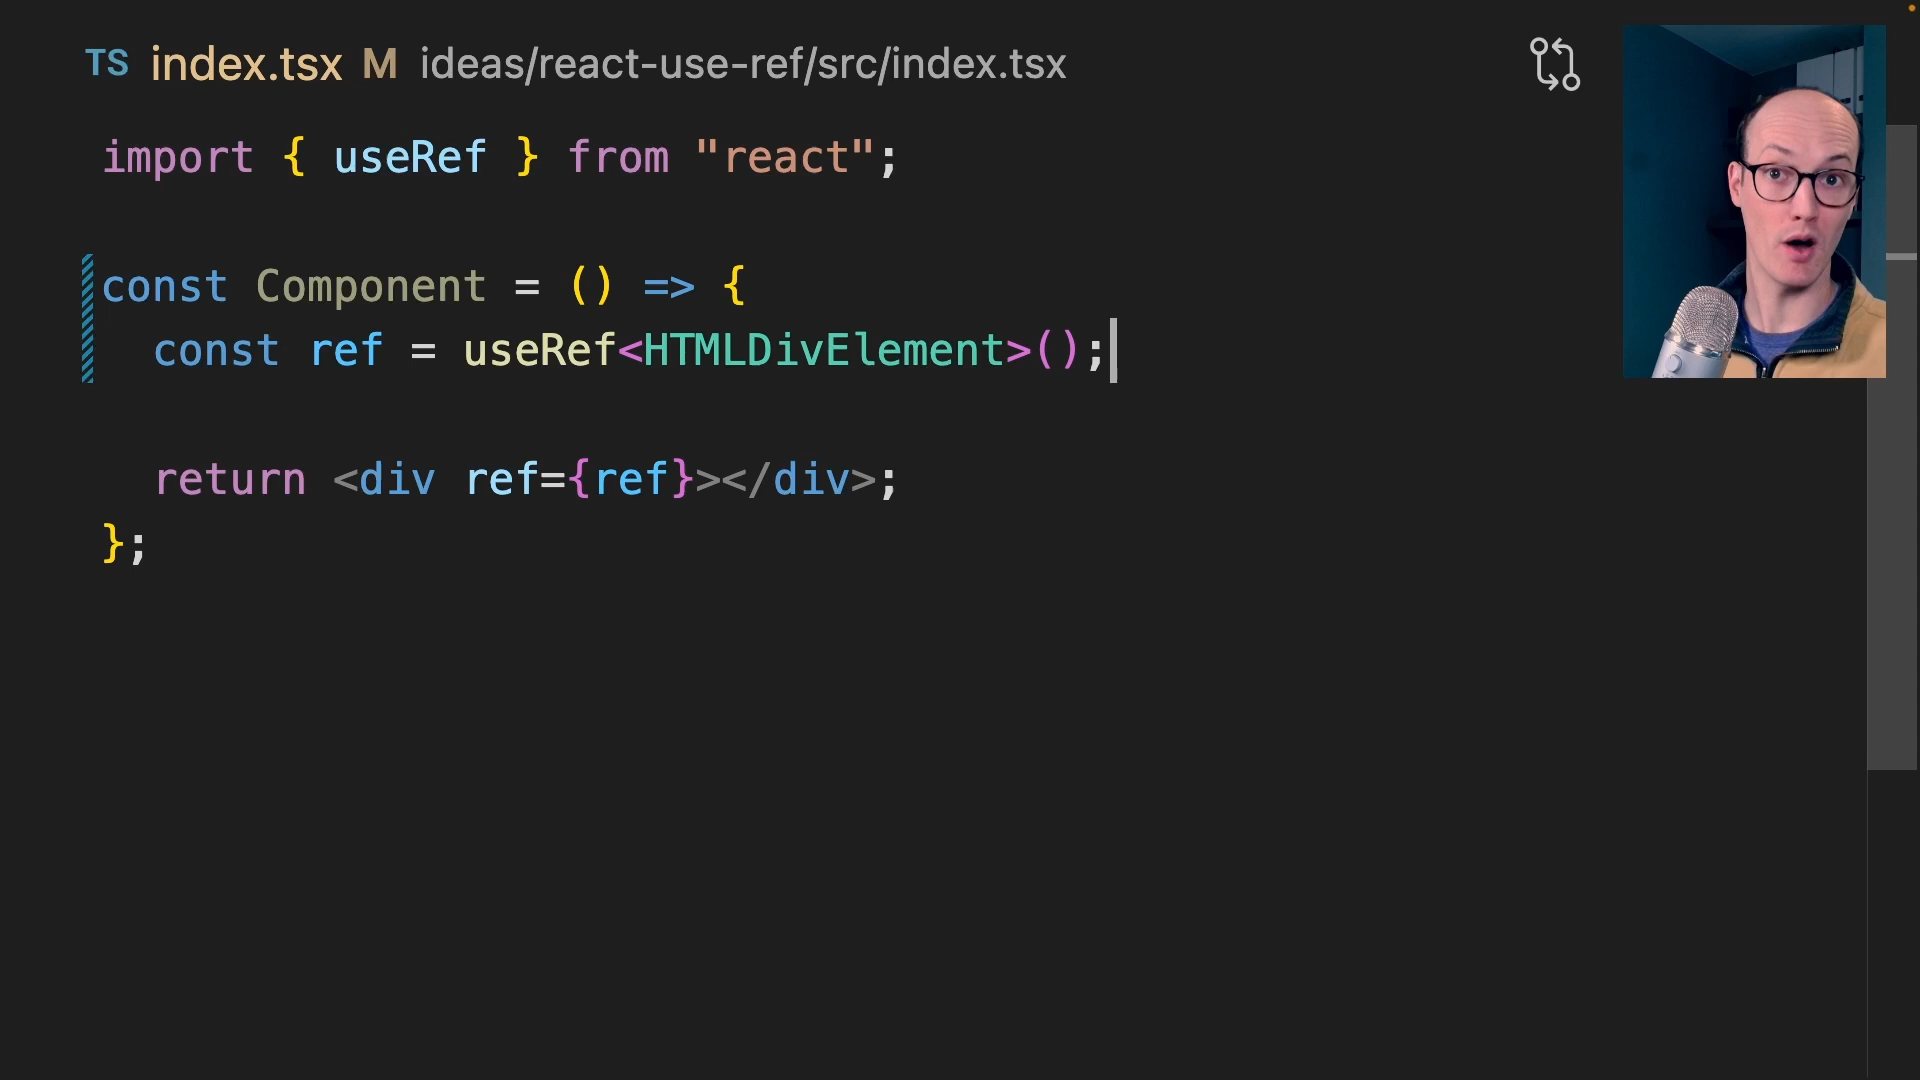 TS index.tsx M ideas/react-use-ref/src/index.tsx
import { useRef } from "react";
const Component = () => {
  const ref = useRef<HTMLDivElement>();
  return <div ref={ref}></div>;
};